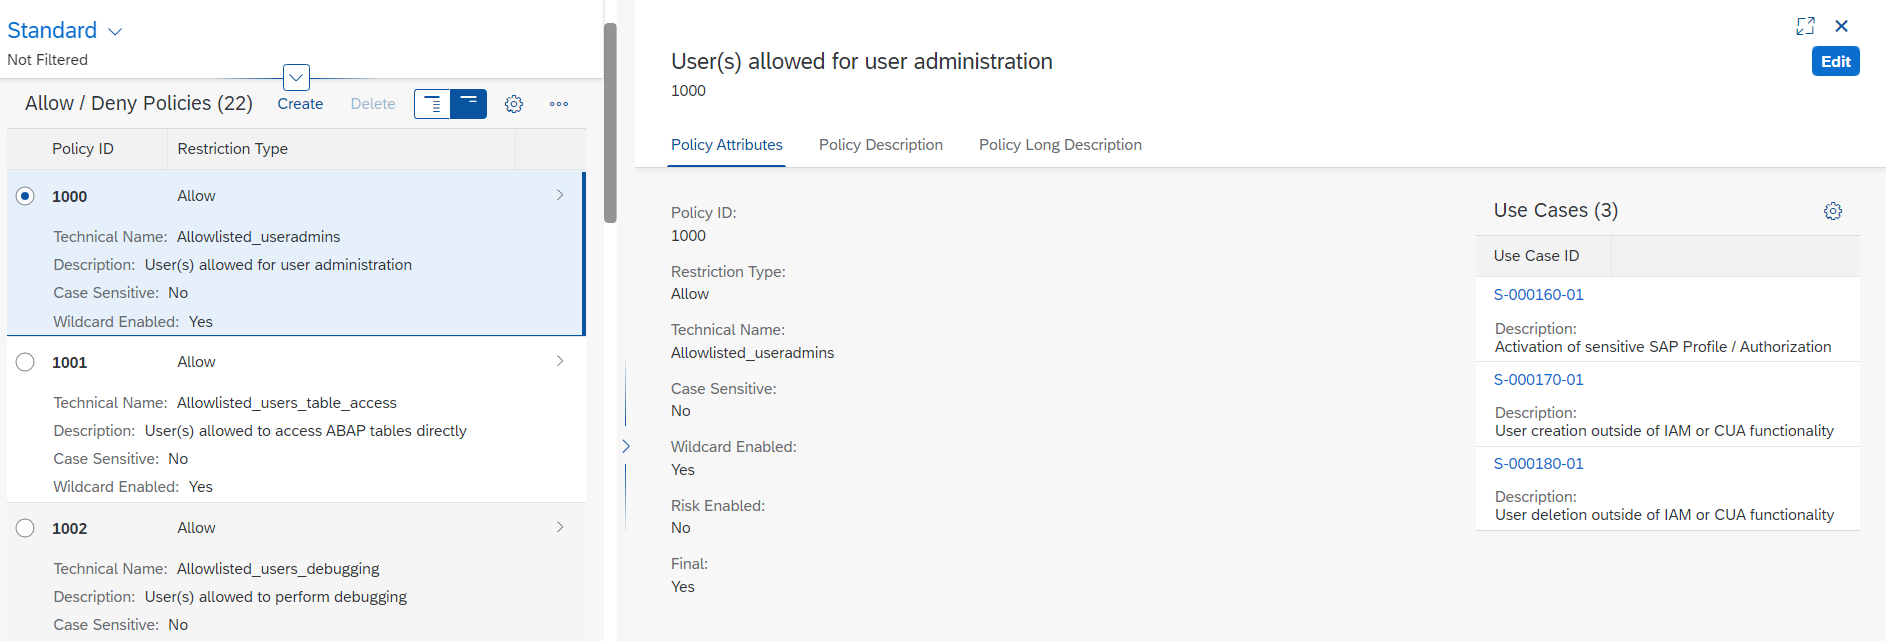 Standard
Not Filtered
Allow / Deny Policies (22) Create Delete
Policy ID Restriction Type
1000 Allow
Technical Name: Allowlisted_useradmins
Description: User(s) allowed for user administration
Case Sensitive: No
Wildcard Enabled: Yes
1001 Allow
Technical Name: Allowlisted_users_table_access
Description: User(s) allowed to access ABAP tables directly
Case Sensitive: No
Wildcard Enabled: Yes
1002 Allow
Technical Name: Allowlisted_users_debugging
Description: User(s) allowed to perform debugging
Case Sensitive: No
User(s) allowed for user administration
Edit
1000
Policy Attributes Policy Description Policy Long Description
Policy ID:
1000
Restriction Type:
Allow
Technical Name:
Allowlisted_useradmins
Case Sensitive:
No
Wildcard Enabled:
Yes
Risk Enabled:
No
Final:
Yes
Use Cases (3)
Use Case ID
S-000160-01
Description:
Activation of sensitive SAP Profile / Authorization
S-000170-01
Description:
User creation outside of IAM or CUA functionality
S-000180-01
Description:
User deletion outside of IAM or CUA functionality